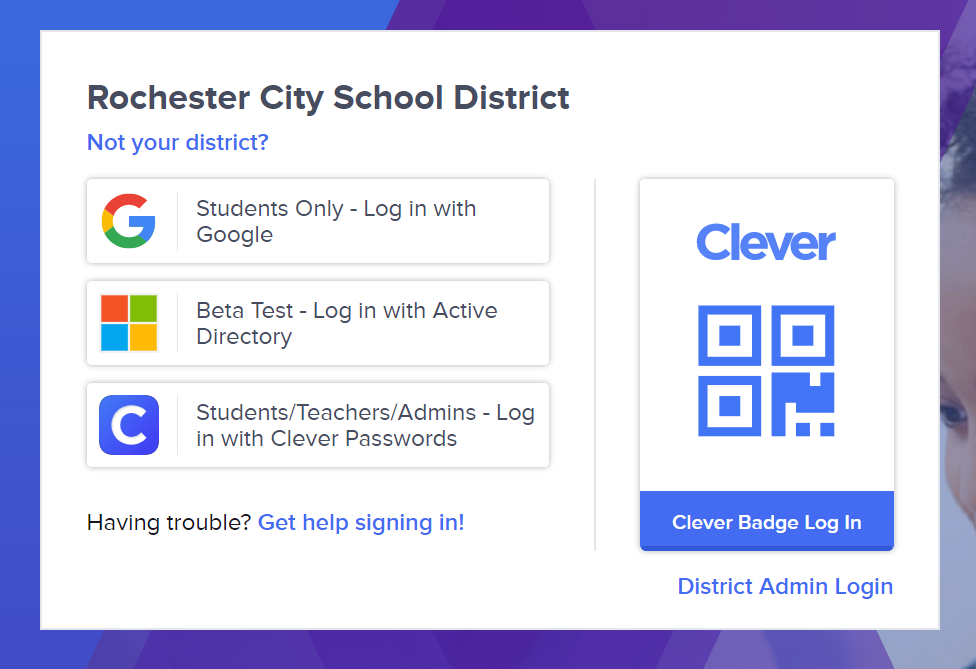 Rochester City School District
Not your district?
Students Only - Log in with
Google
Beta Test - Log in with Active
Directory
Students/Teachers/Admins - Log
in with Clever Passwords
Having trouble? Get help signing in!
Clever
Clever Badge Log In
District Admin Login